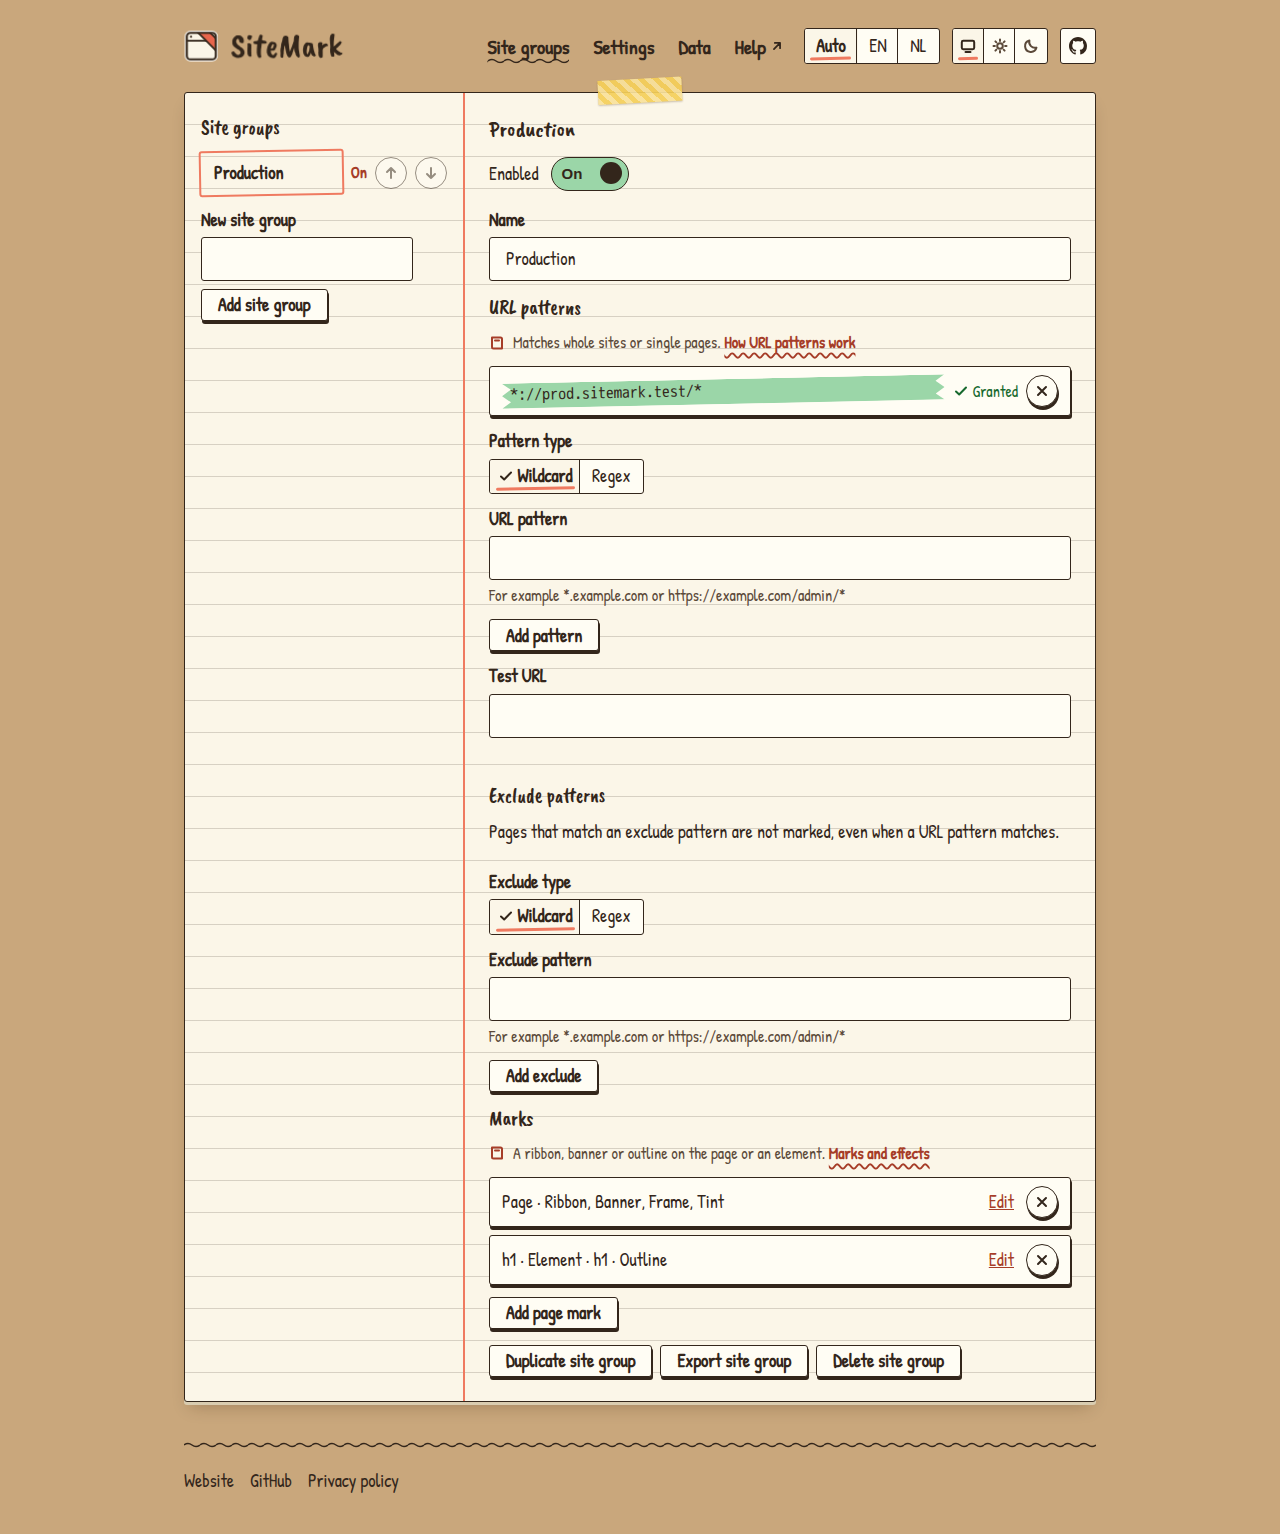 SiteMark
Site groups Settings Data Help Auto EN NL
Site groups
Production On
New site group
Add site group
Production
Enabled On
Name
Production
URL patterns
Matches whole sites or single pages. How URL patterns work
*://prod.sitemark.test/* Granted
Pattern type
Wildcard Regex
URL pattern
For example *.example.com or https://example.com/admin/*
Add pattern
Test URL
Exclude patterns
Pages that match an exclude pattern are not marked, even when a URL pattern matches.
Exclude type
Wildcard Regex
Exclude pattern
For example *.example.com or https://example.com/admin/*
Add exclude
Marks
A ribbon, banner or outline on the page or an element. Marks and effects
Page · Ribbon, Banner, Frame, Tint Edit
h1 · Element · h1 · Outline Edit
Add page mark
Duplicate site group Export site group Delete site group
Website GitHub Privacy policy